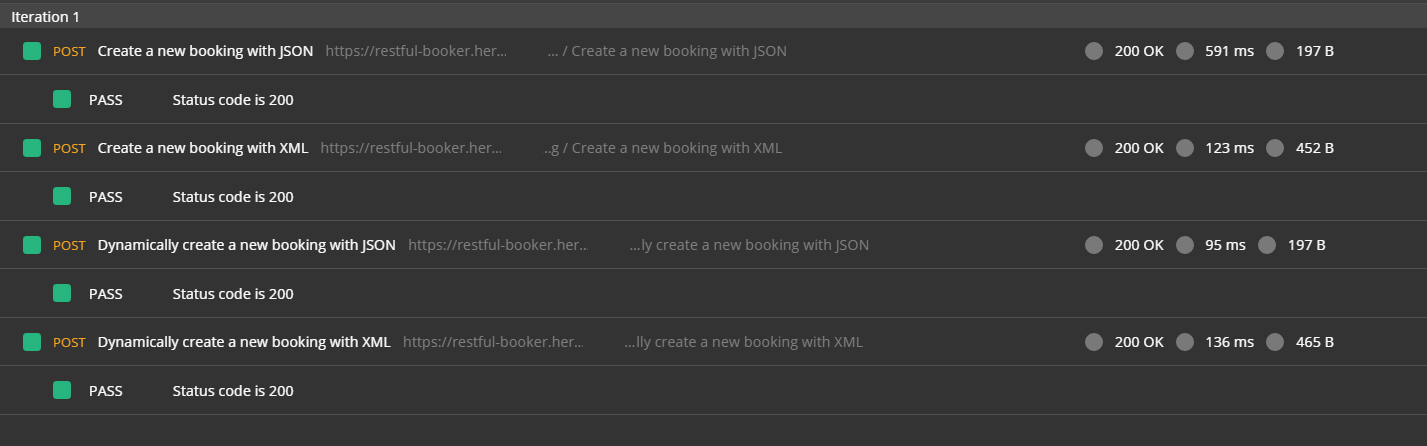 Iteration 1
POST Create a new booking with JSON https://restful-booker.her... ... / Create a new booking with JSON 200 OK 591 ms 197 B
PASS Status code is 200
POST Create a new booking with XML https://restful-booker.her... ..g / Create a new booking with XML 200 OK 123 ms 452 B
PASS Status code is 200
POST Dynamically create a new booking with JSON https://restful-booker.her... ...ly create a new booking with JSON 200 OK 95 ms 197 B
PASS Status code is 200
POST Dynamically create a new booking with XML https://restful-booker.her... ...lly create a new booking with XML 200 OK 136 ms 465 B
PASS Status code is 200